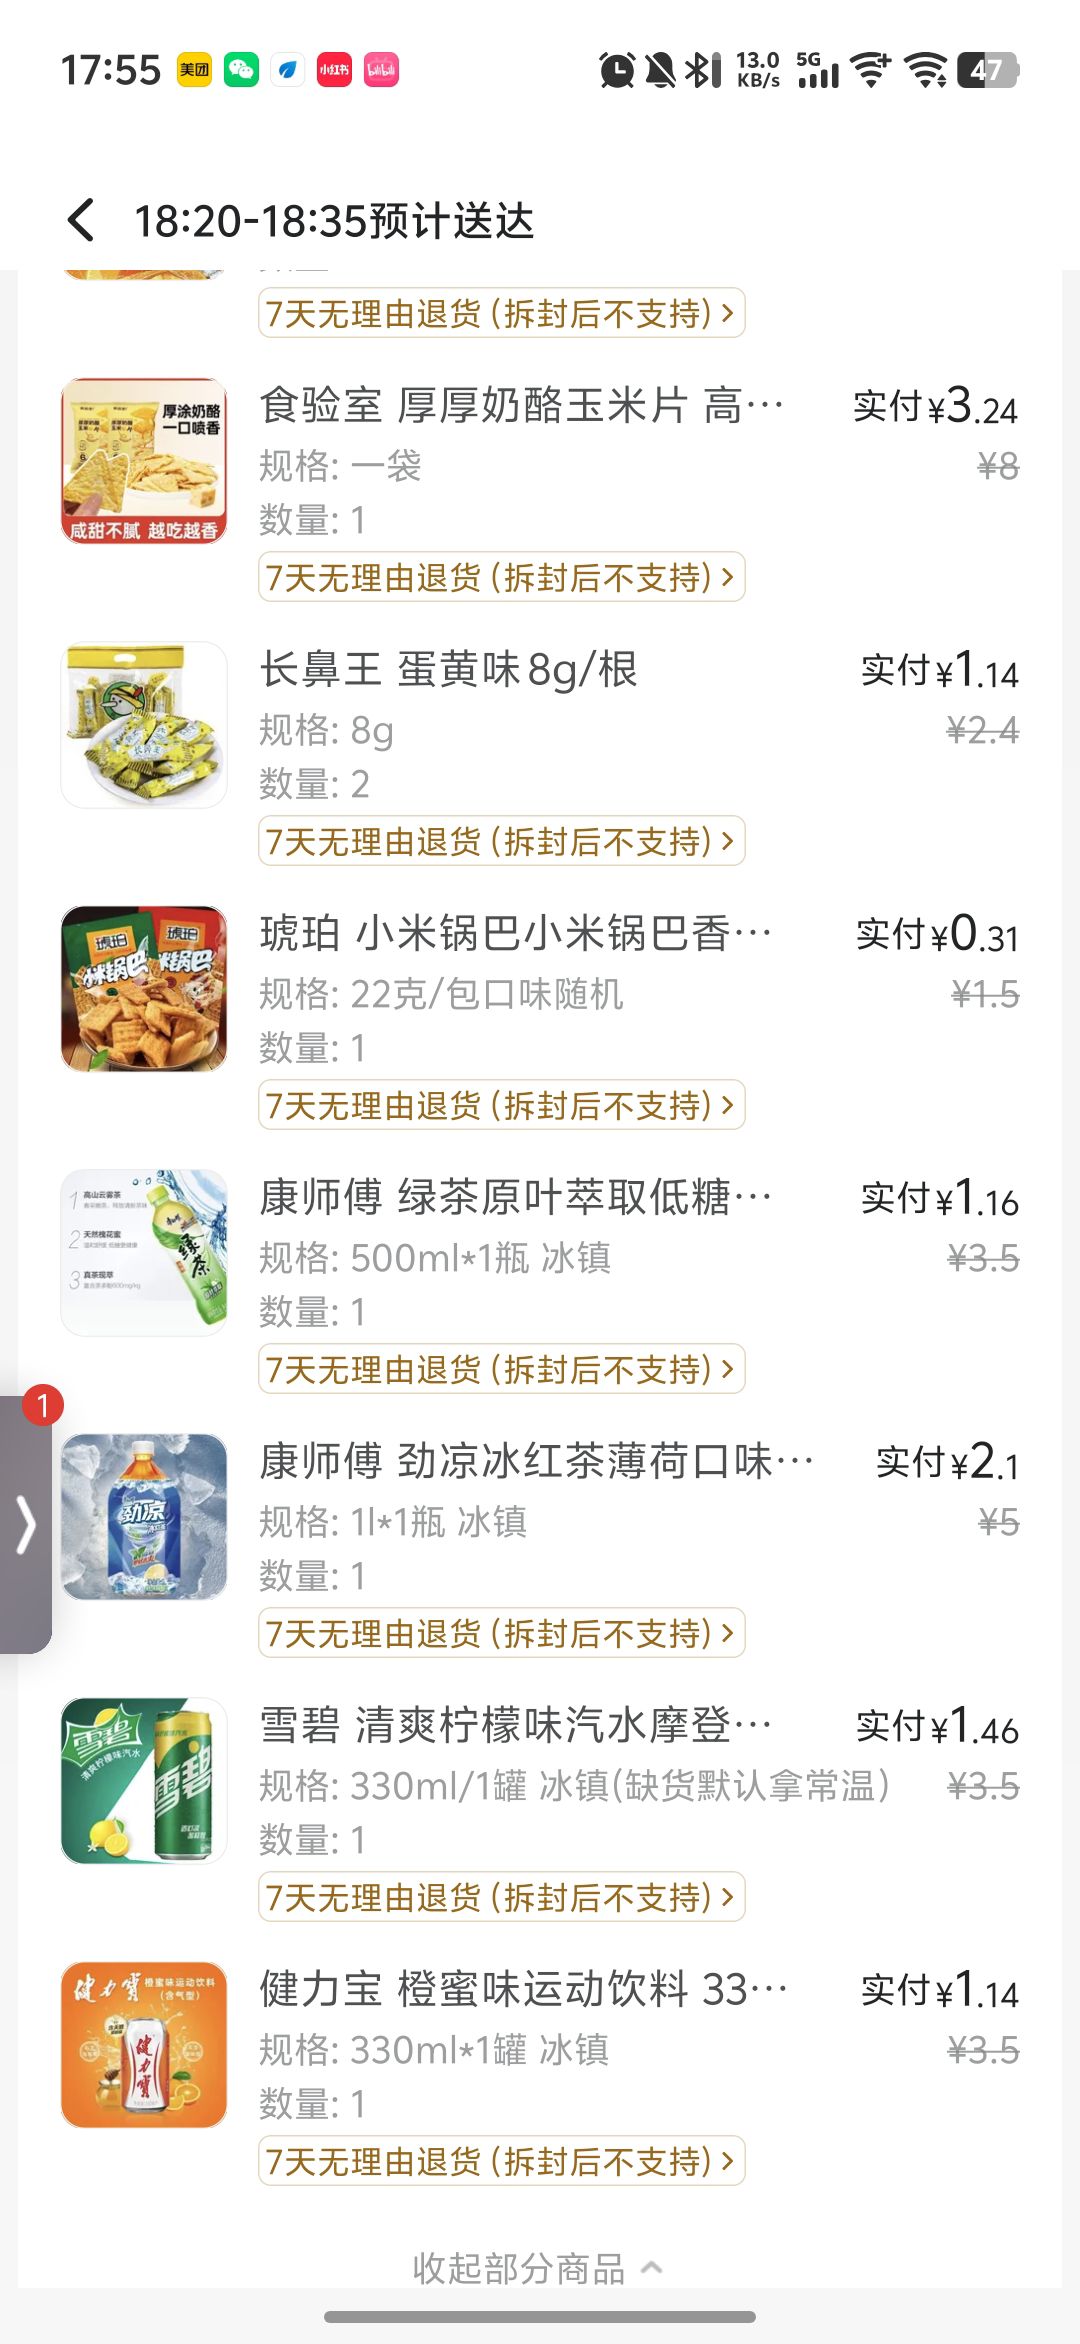 17:55 美团 小红书 bilibili 13.0 KB/s 5G 47
18:20-18:35预计送达
7天无理由退货 (拆封后不支持) >
厚涂奶酪
一口喷香
咸甜不腻 越吃越香
食验室 厚厚奶酪玉米片 高… 实付¥3.24
规格: 一袋 ¥8
数量: 1
7天无理由退货 (拆封后不支持) >
长鼻王 蛋黄味8g/根 实付¥1.14
规格: 8g ¥2.4
数量: 2
7天无理由退货 (拆封后不支持) >
琥珀 小米锅巴小米锅巴香… 实付¥0.31
规格: 22克/包口味随机 ¥1.5
数量: 1
7天无理由退货 (拆封后不支持) >
1 高山云雾茶
2 天然槐花蜜
3 真茶现萃
绿茶
康师傅 绿茶原叶萃取低糖… 实付¥1.16
规格: 500ml*1瓶 冰镇 ¥3.5
数量: 1
7天无理由退货 (拆封后不支持) >
1
劲凉
康师傅 劲凉冰红茶薄荷口味… 实付¥2.1
规格: 1l*1瓶 冰镇 ¥5
数量: 1
7天无理由退货 (拆封后不支持) >
雪碧
清爽柠檬味汽水
雪碧
雪碧 清爽柠檬味汽水摩登… 实付¥1.46
规格: 330ml/1罐 冰镇(缺货默认拿常温) ¥3.5
数量: 1
7天无理由退货 (拆封后不支持) >
健力宝 橙蜜味运动饮料
(含气型)
健力宝
健力宝 橙蜜味运动饮料 33… 实付¥1.14
规格: 330ml*1罐 冰镇 ¥3.5
数量: 1
7天无理由退货 (拆封后不支持) >
收起部分商品